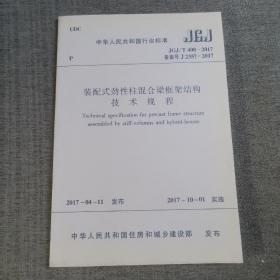 UDC
中华人民共和国行业标准
JGJ
P
JGJ/T 400-2017
备案号 J 2357-2017
装配式劲性柱混合梁框架结构
技术规程
Technical specification for precast frame structure
assembled by stiff-columns and hybrid-beams
2017-04-11 发布
2017-10-01 实施
中华人民共和国住房和城乡建设部 发布